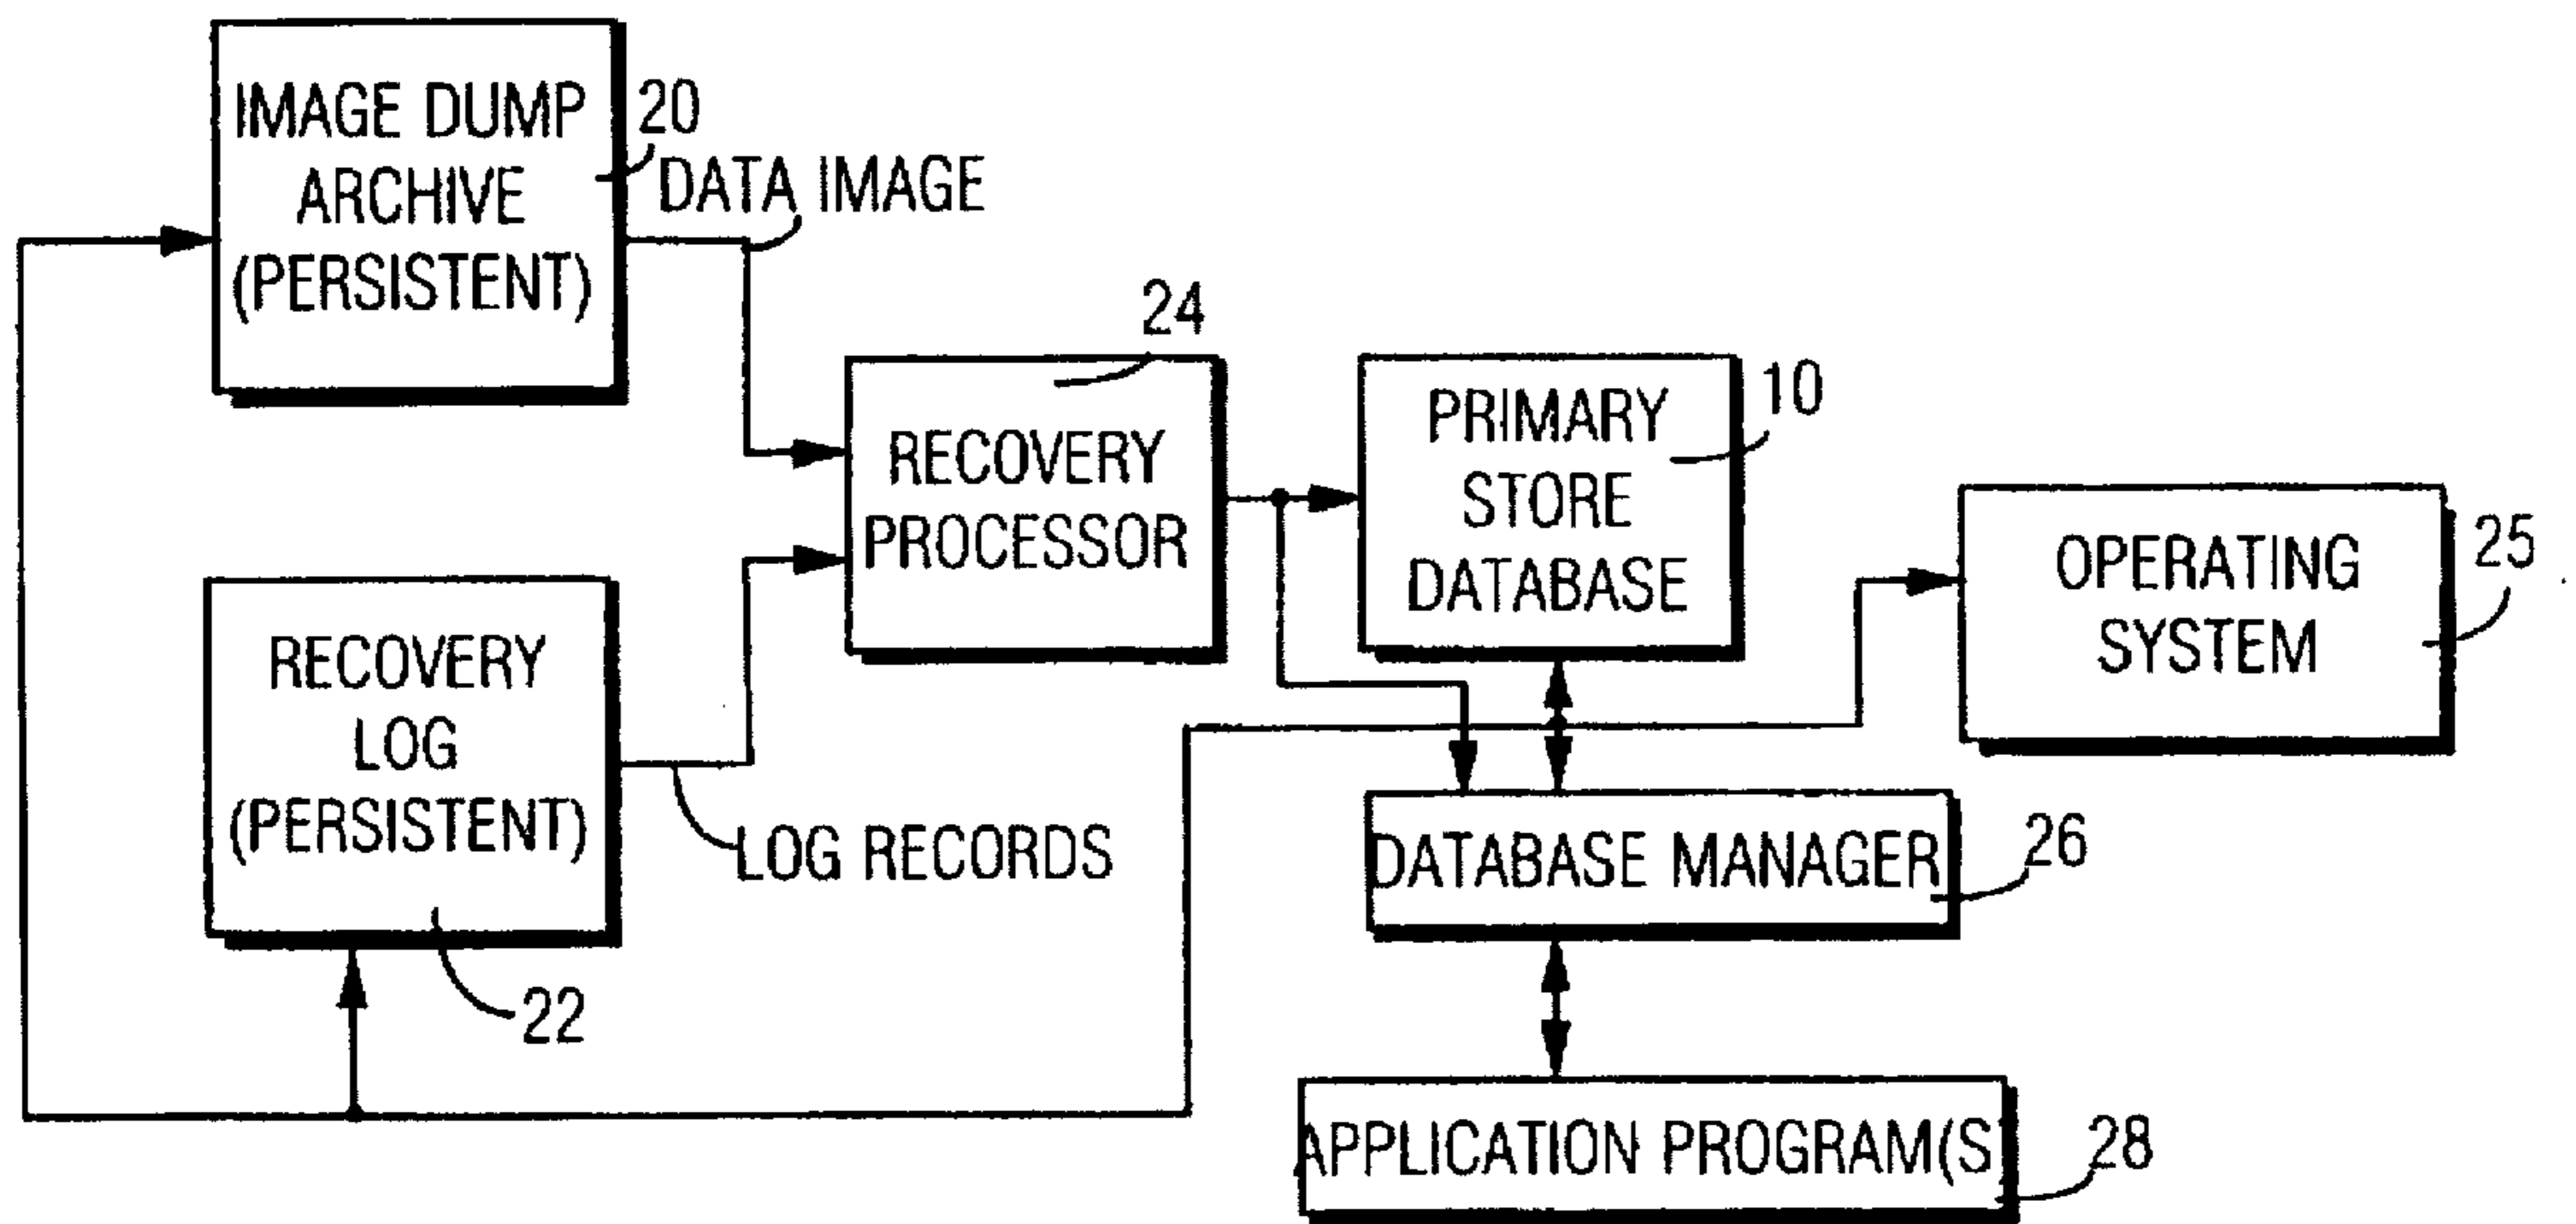 IMAGE DUMP
ARCHIVE
(PERSISTENT)
20
DATA IMAGE
24
RECOVERY
PROCESSOR
PRIMARY
STORE
DATABASE
10
OPERATING
SYSTEM
25
RECOVERY
LOG
(PERSISTENT)
22
LOG RECORDS
DATABASE MANAGER
26
APPLICATION PROGRAM(S)
28